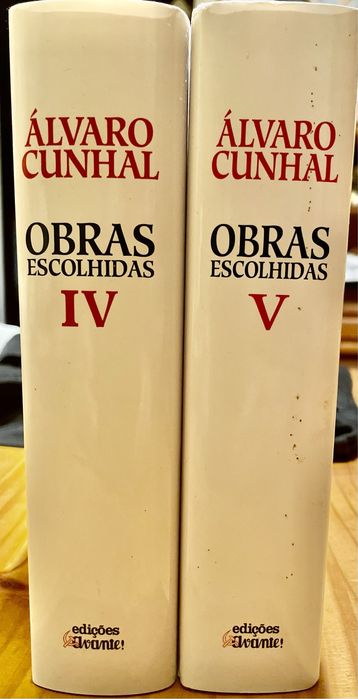 ÁLVARO
CUNHAL
OBRAS
ESCOLHIDAS
IV
edições
Avante!
ÁLVARO
CUNHAL
OBRAS
ESCOLHIDAS
V
edições
Avante!